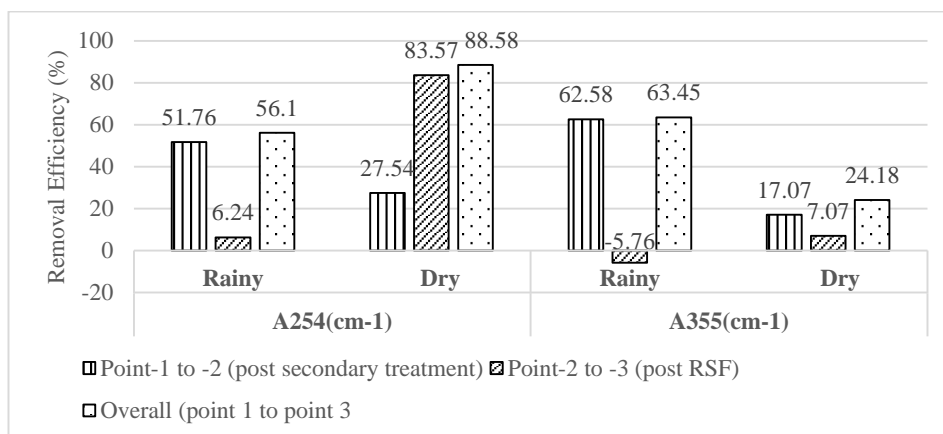 Removal Efficiency (%)
100
80
60
40
20
0
-20
51.76
6.24
56.1
27.54
83.57
88.58
62.58
-5.76
63.45
17.07
7.07
24.18
Rainy
Dry
Rainy
Dry
A254(cm-1)
A355(cm-1)
Point-1 to -2 (post secondary treatment)
Point-2 to -3 (post RSF)
Overall (point 1 to point 3